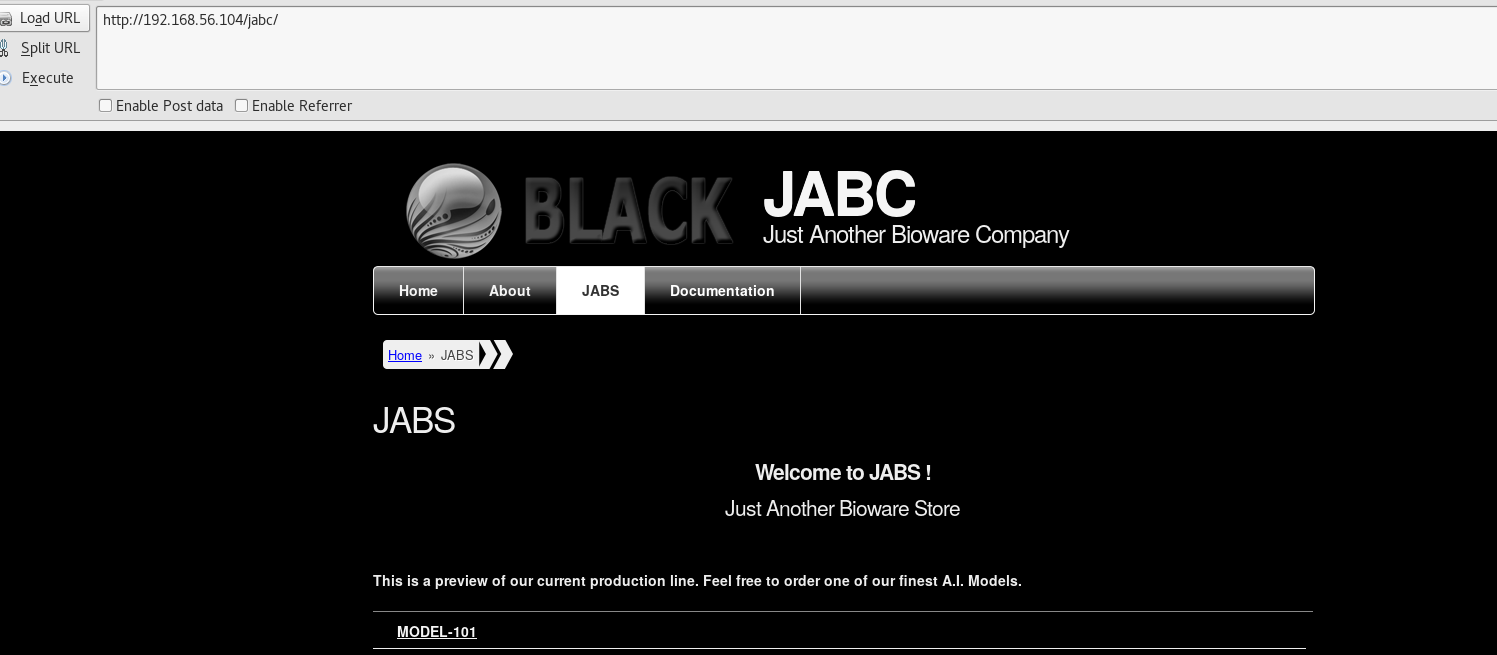 Load URL
http://192.168.56.104/jabc/
Split URL
Execute
Enable Post data Enable Referrer
BLACK
JABC
Just Another Bioware Company
Home About JABS Documentation
Home » JABS
JABS
Welcome to JABS !
Just Another Bioware Store
This is a preview of our current production line. Feel free to order one of our finest A.I. Models.
MODEL-101